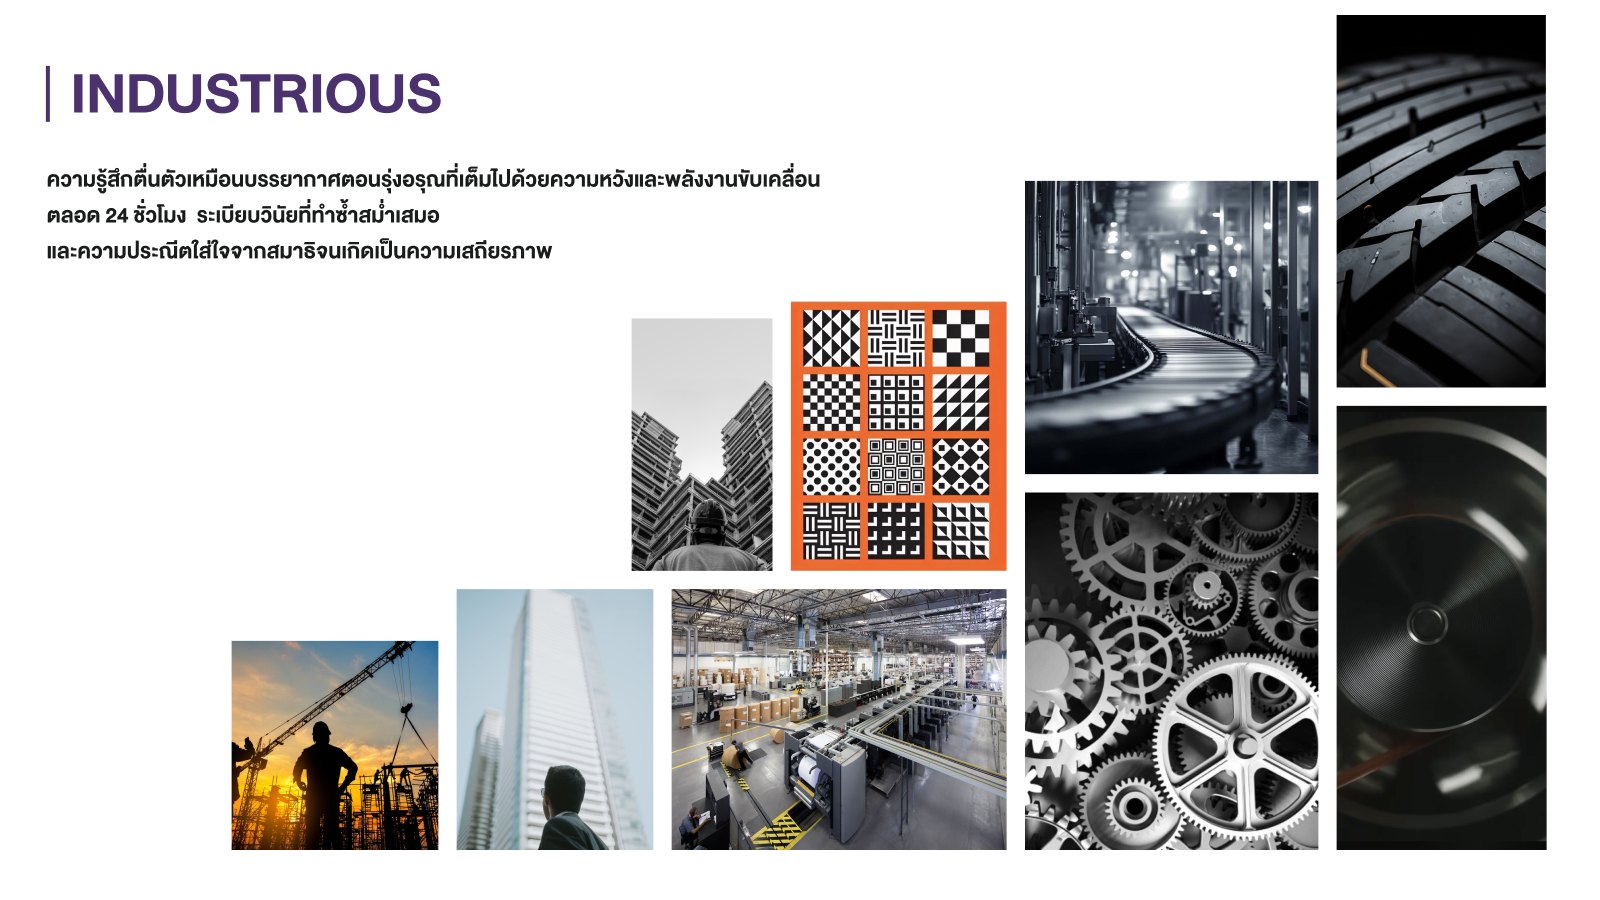 INDUSTRIOUS
ความรู้สึกตื่นตัวเหมือนบรรยากาศตอนรุ่งอรุณที่เต็มไปด้วยความหวังและพลังงานขับเคลื่อน
ตลอด 24 ชั่วโมง ระเบียบวินัยที่ทำซ้ำสม่ำเสมอ
และความประณีตใส่ใจจากสมาธิจนเกิดเป็นความเสถียรภาพ